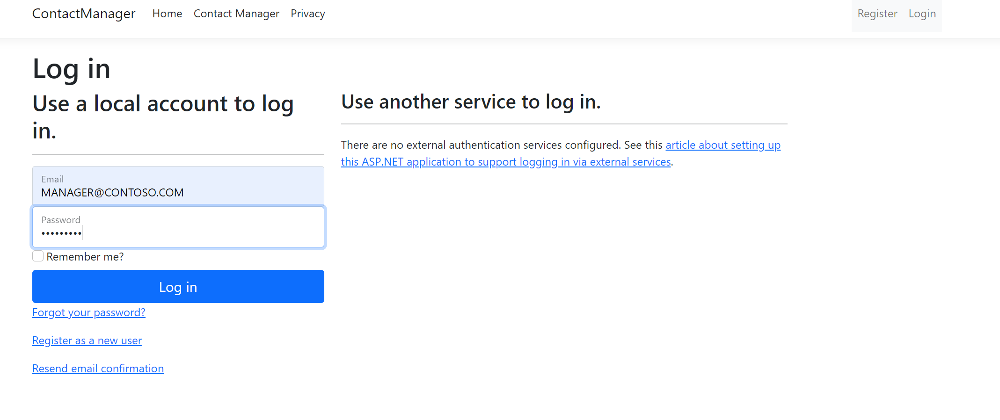 ContactManager Home Contact Manager Privacy Register Login
Log in
Use a local account to log
in.
Email
MANAGER@CONTOSO.COM
Password
•••••••••
Remember me?
Log in
Forgot your password?
Register as a new user
Resend email confirmation
Use another service to log in.
There are no external authentication services configured. See this article about setting up
this ASP.NET application to support logging in via external services.